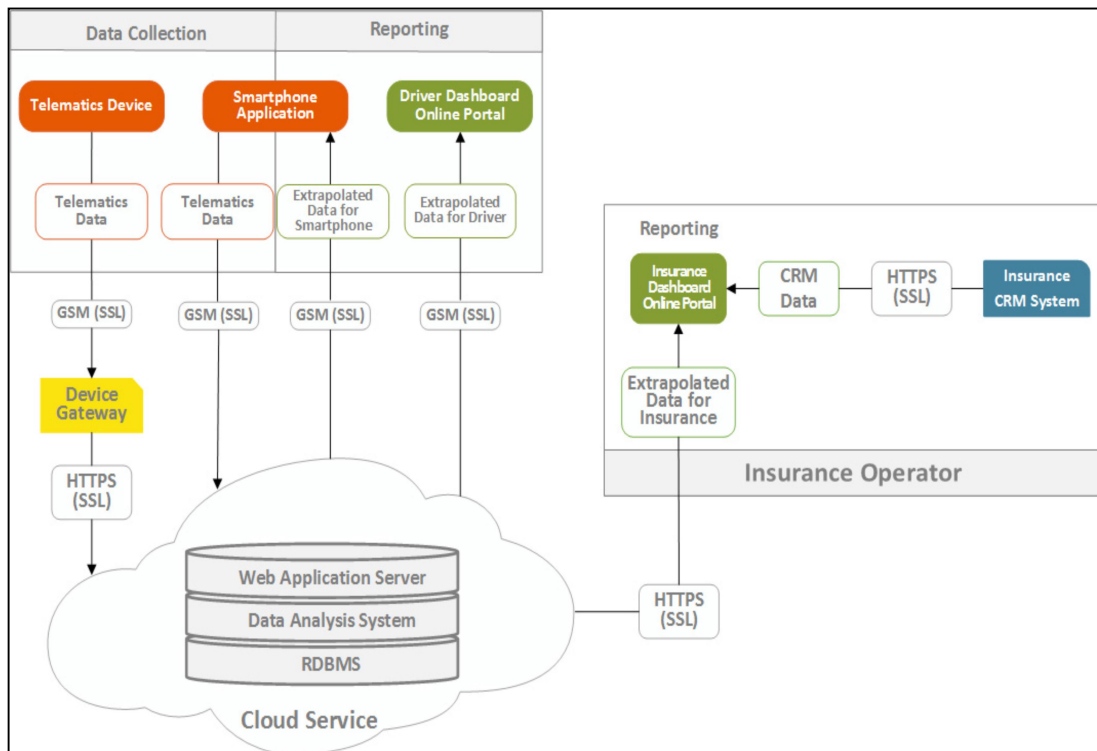 Data Collection
Reporting
Telematics Device
Smartphone
Application
Driver Dashboard
Online Portal
Telematics
Data
Telematics
Data
Extrapolated
Data for
Smartphone
Extrapolated
Data for Driver
GSM (SSL)
GSM (SSL)
GSM (SSL)
GSM (SSL)
Device
Gateway
HTTPS
(SSL)
Web Application Server
Data Analysis System
RDBMS
Cloud Service
HTTPS
(SSL)
Reporting
Insurance
Dashboard
Online Portal
CRM
Data
HTTPS
(SSL)
Insurance
CRM System
Extrapolated
Data for
Insurance
Insurance Operator